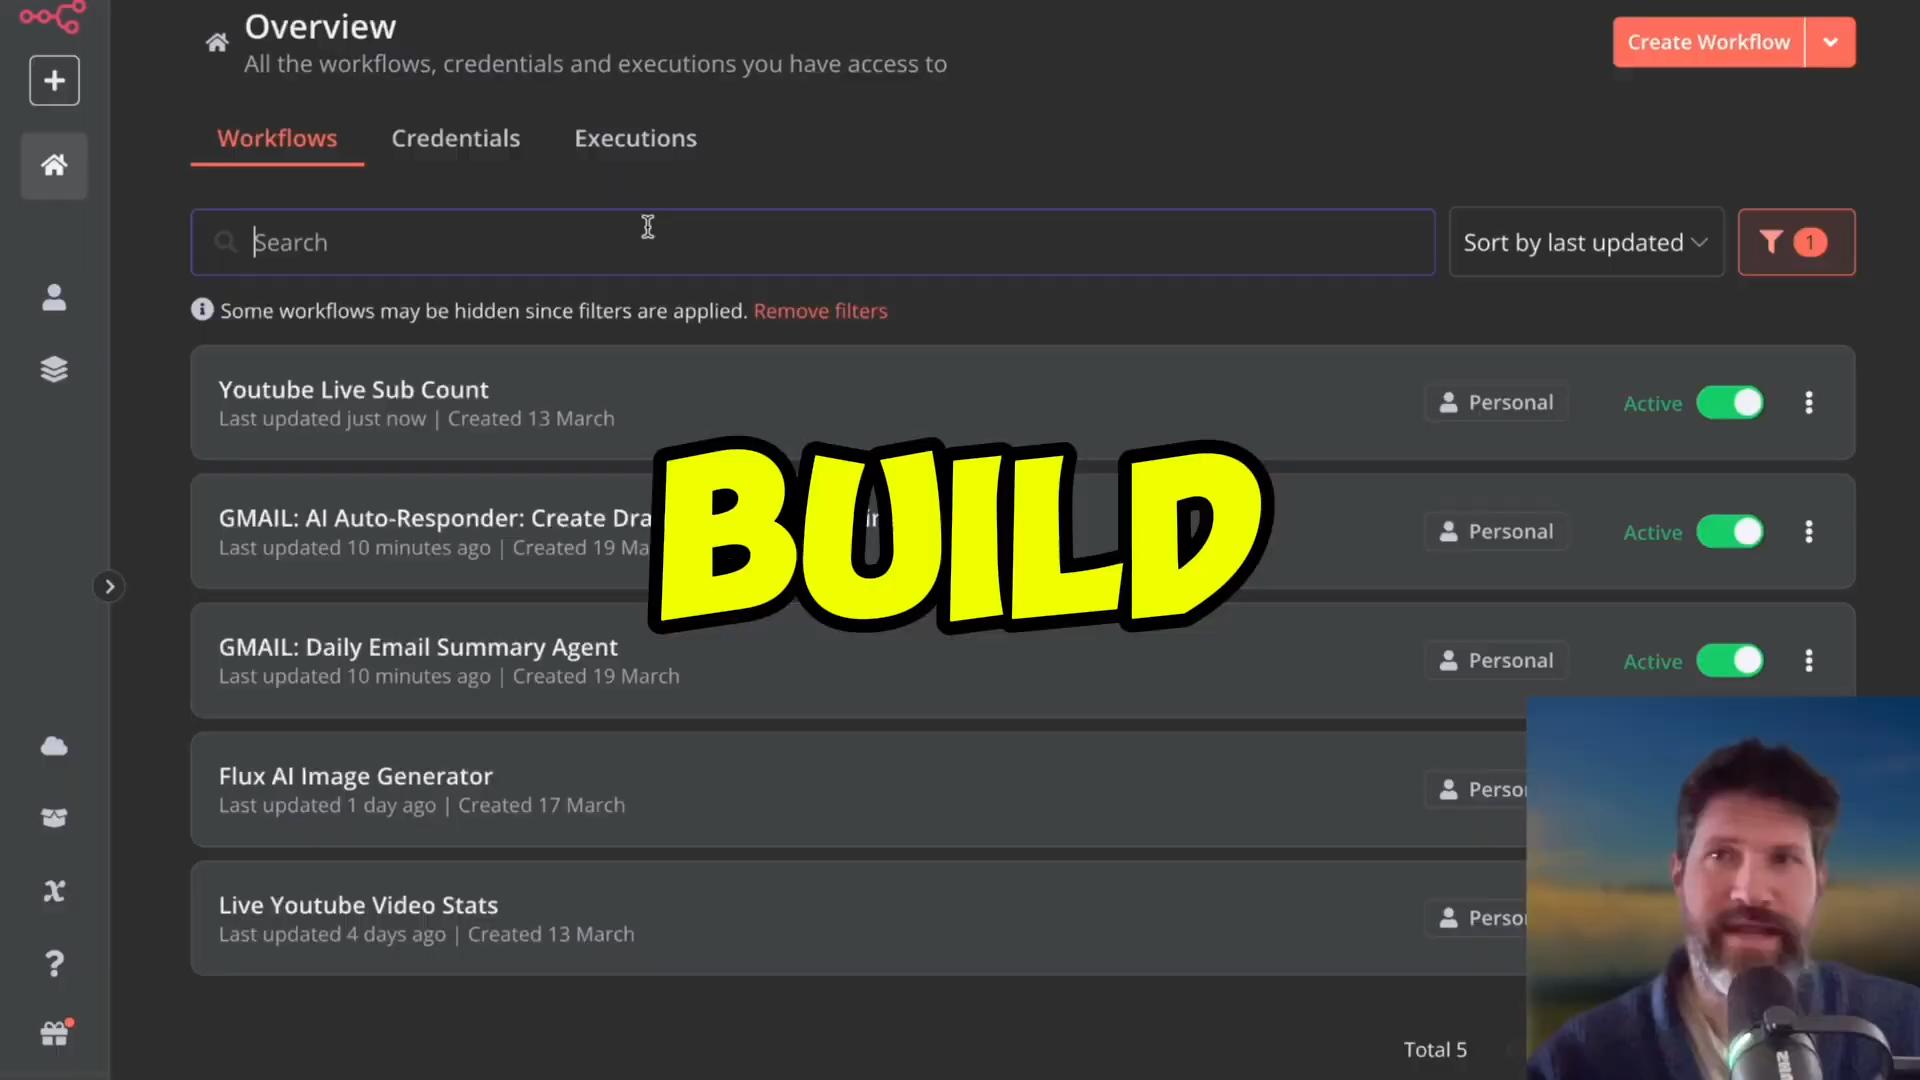 Overview
All the workflows, credentials and executions you have access to
Create Workflow
Workflows
Credentials
Executions
Search
Sort by last updated
1
Some workflows may be hidden since filters are applied. Remove filters
Youtube Live Sub Count
Last updated just now | Created 13 March
Personal
Active
GMAIL: AI Auto-Responder: Create
Last updated 10 minutes ago | Created 19
Personal
Active
BUILD
GMAIL: Daily Email Summary Agent
Last updated 10 minutes ago | Created 19 March
Personal
Active
Flux AI Image Generator
Last updated 1 day ago | Created 17 March
Live Youtube Video Stats
Last updated 4 days ago | Created 13 March
Total 5